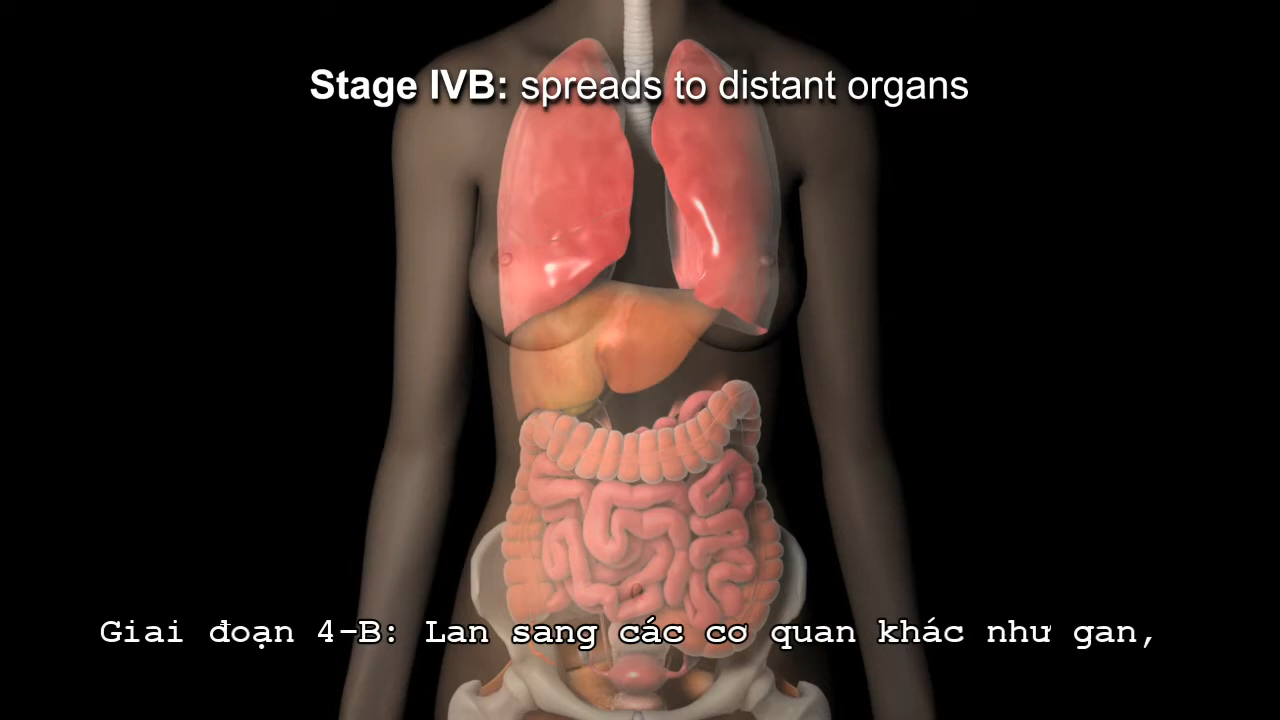 Stage IVB: spreads to distant organs
Giai đoạn 4-B: Lan sang các cơ quan khác như gan,